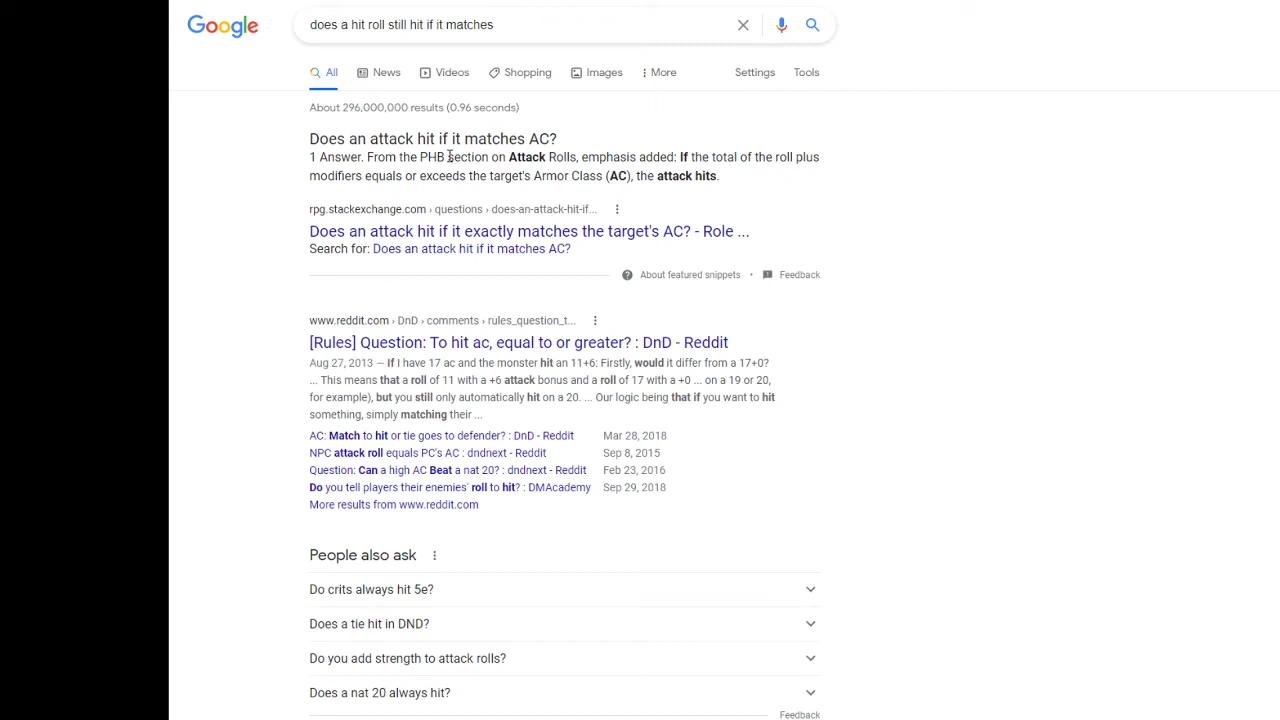 Google
does a hit roll still hit if it matches
All News Videos Shopping Images More Settings Tools
About 296,000,000 results (0.96 seconds)
Does an attack hit if it matches AC?
1 Answer. From the PHB section on Attack Rolls, emphasis added: If the total of the roll plus
modifiers equals or exceeds the target's Armor Class (AC), the attack hits.
rpg.stackexchange.com › questions › does-an-attack-hit-if...
Does an attack hit if it exactly matches the target's AC? - Role ...
Search for: Does an attack hit if it matches AC?
About featured snippets • Feedback
www.reddit.com › DnD › comments › rules_question_t...
[Rules] Question: To hit ac, equal to or greater? : DnD - Reddit
Aug 27, 2013 — If I have 17 ac and the monster hit an 11+6: Firstly, would it differ from a 17+0?
... This means that a roll of 11 with a +6 attack bonus and a roll of 17 with a +0 ... on a 19 or 20,
for example), but you still only automatically hit on a 20. ... Our logic being that if you want to hit
something, simply matching their ...
AC: Match to hit or tie goes to defender? : DnD - Reddit Mar 28, 2018
NPC attack roll equals PC's AC : dndnext - Reddit Sep 8, 2015
Question: Can a high AC Beat a nat 20? : dndnext - Reddit Feb 23, 2016
Do you tell players their enemies' roll to hit? : DMAcademy Sep 29, 2018
More results from www.reddit.com
People also ask
Do crits always hit 5e?
Does a tie hit in DND?
Do you add strength to attack rolls?
Does a nat 20 always hit?
Feedback